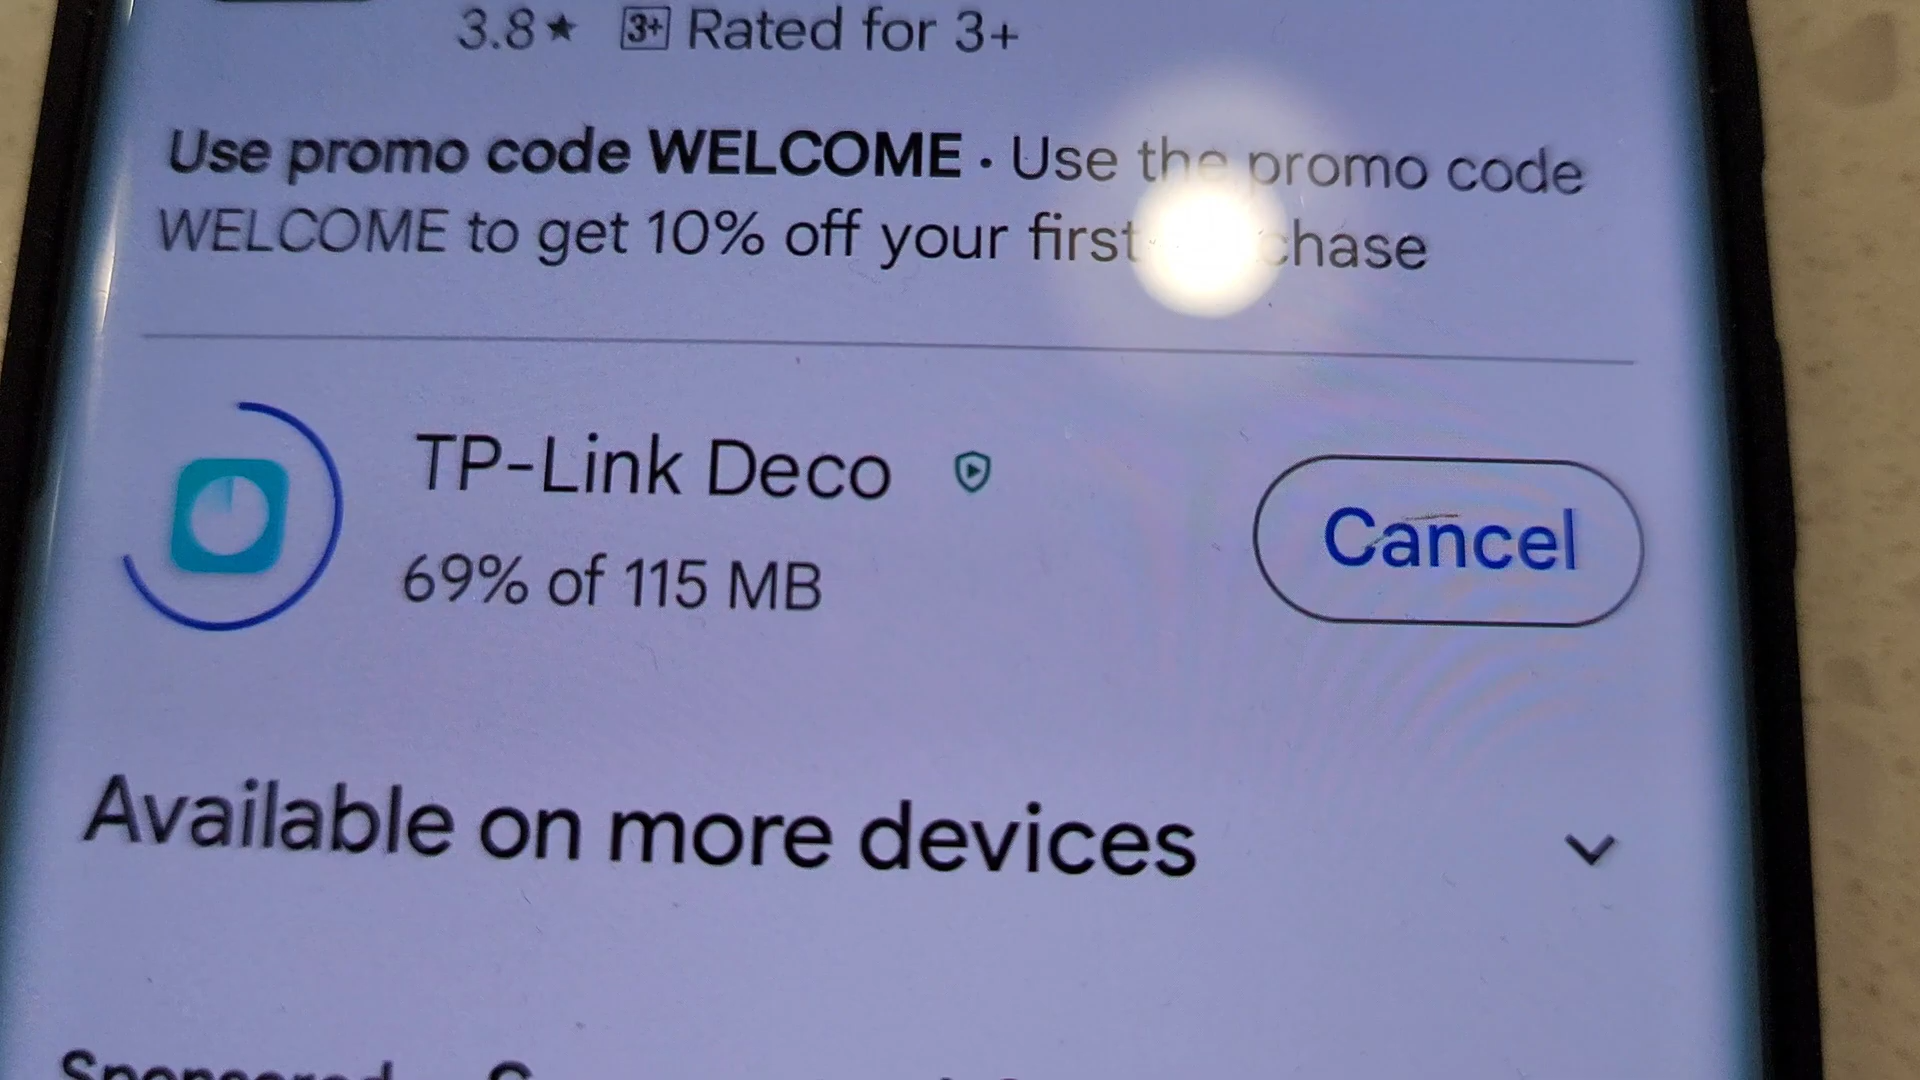 3.8★ 3+ Rated for 3+
Use promo code WELCOME · Use the promo code
WELCOME to get 10% off your first
TP-Link Deco
69% of 115 MB
Cancel
Available on more devices
Sponsored